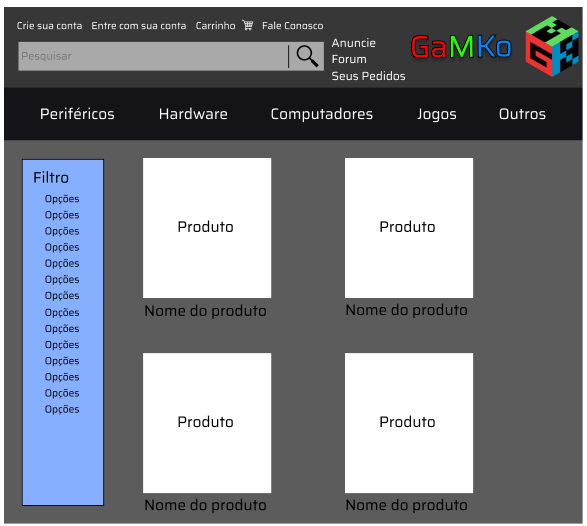 Crie sua conta Entre com sua conta Carrinho Fale Conosco
Pesquisar
Anuncie
Forum
Seus Pedidos
GaMKo
Periféricos Hardware Computadores Jogos Outros
Filtro
Opções
Opções
Opções
Opções
Opções
Opções
Opções
Opções
Opções
Opções
Opções
Opções
Opções
Opções
Produto Produto
Nome do produto Nome do produto
Produto Produto
Nome do produto Nome do produto